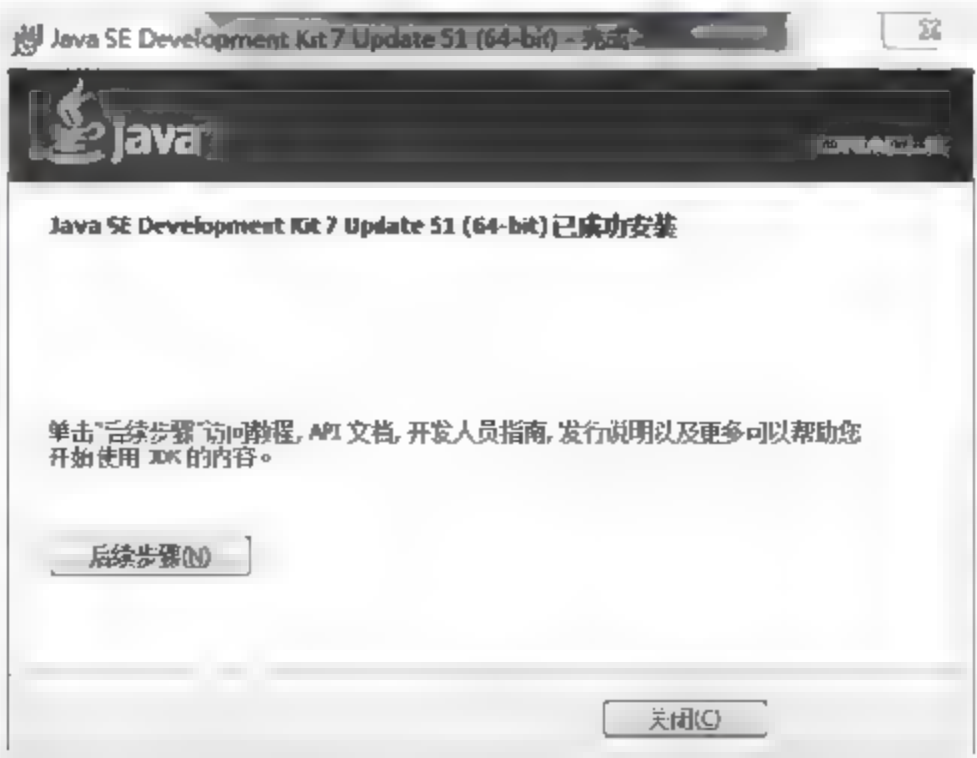 Java SE Development Kit 7 Update 51 (64-bit) - 完成
java
Java SE Development Kit 7 Update 51 (64-bit) 已成功安装
单击"后续步骤"访问教程, API 文档, 开发人员指南, 发行说明以及更多可以帮助您
开始使用 JDK 的内容。
后续步骤(N)
关闭(C)